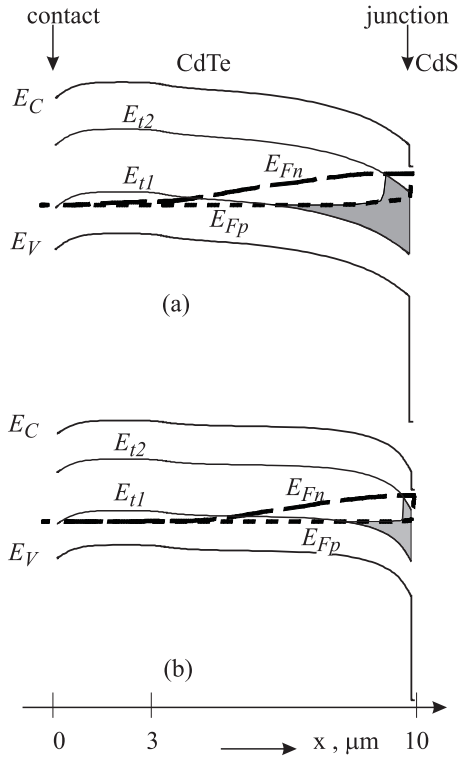 contact junction
CdTe CdS
E_C
E_t2
E_Fn
E_t1
E_Fp
E_V
(a)
E_C
E_t2
E_t1 E_Fn
E_V E_Fp
(b)
0 3 x , μm 10